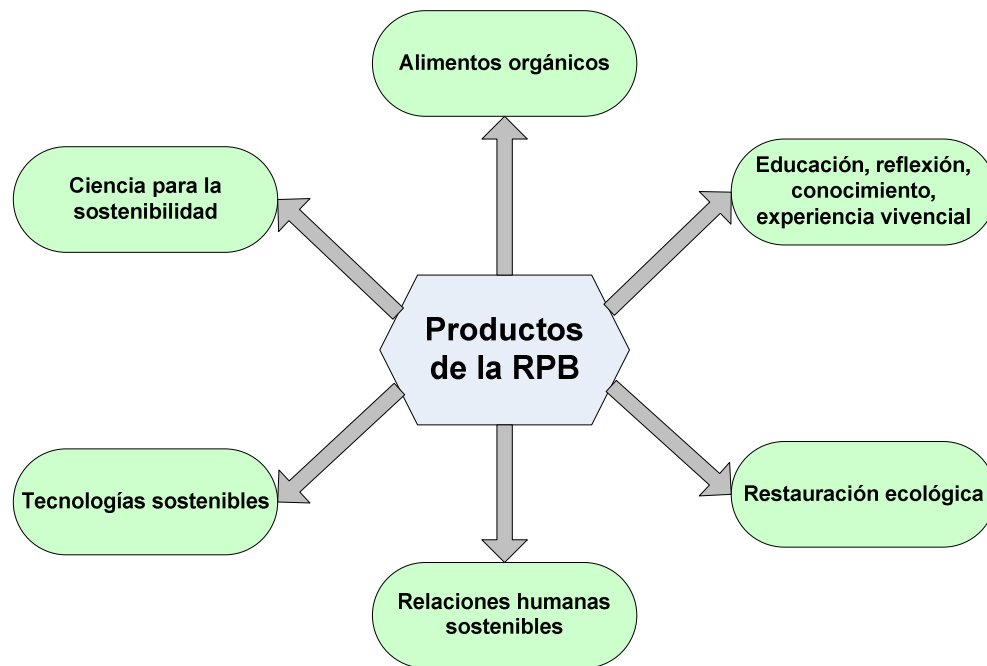 Alimentos orgánicos
Ciencia para la
sostenibilidad
Educación, reflexión,
conocimiento,
experiencia vivencial
Productos
de la RPB
Tecnologías sostenibles
Restauración ecológica
Relaciones humanas
sostenibles